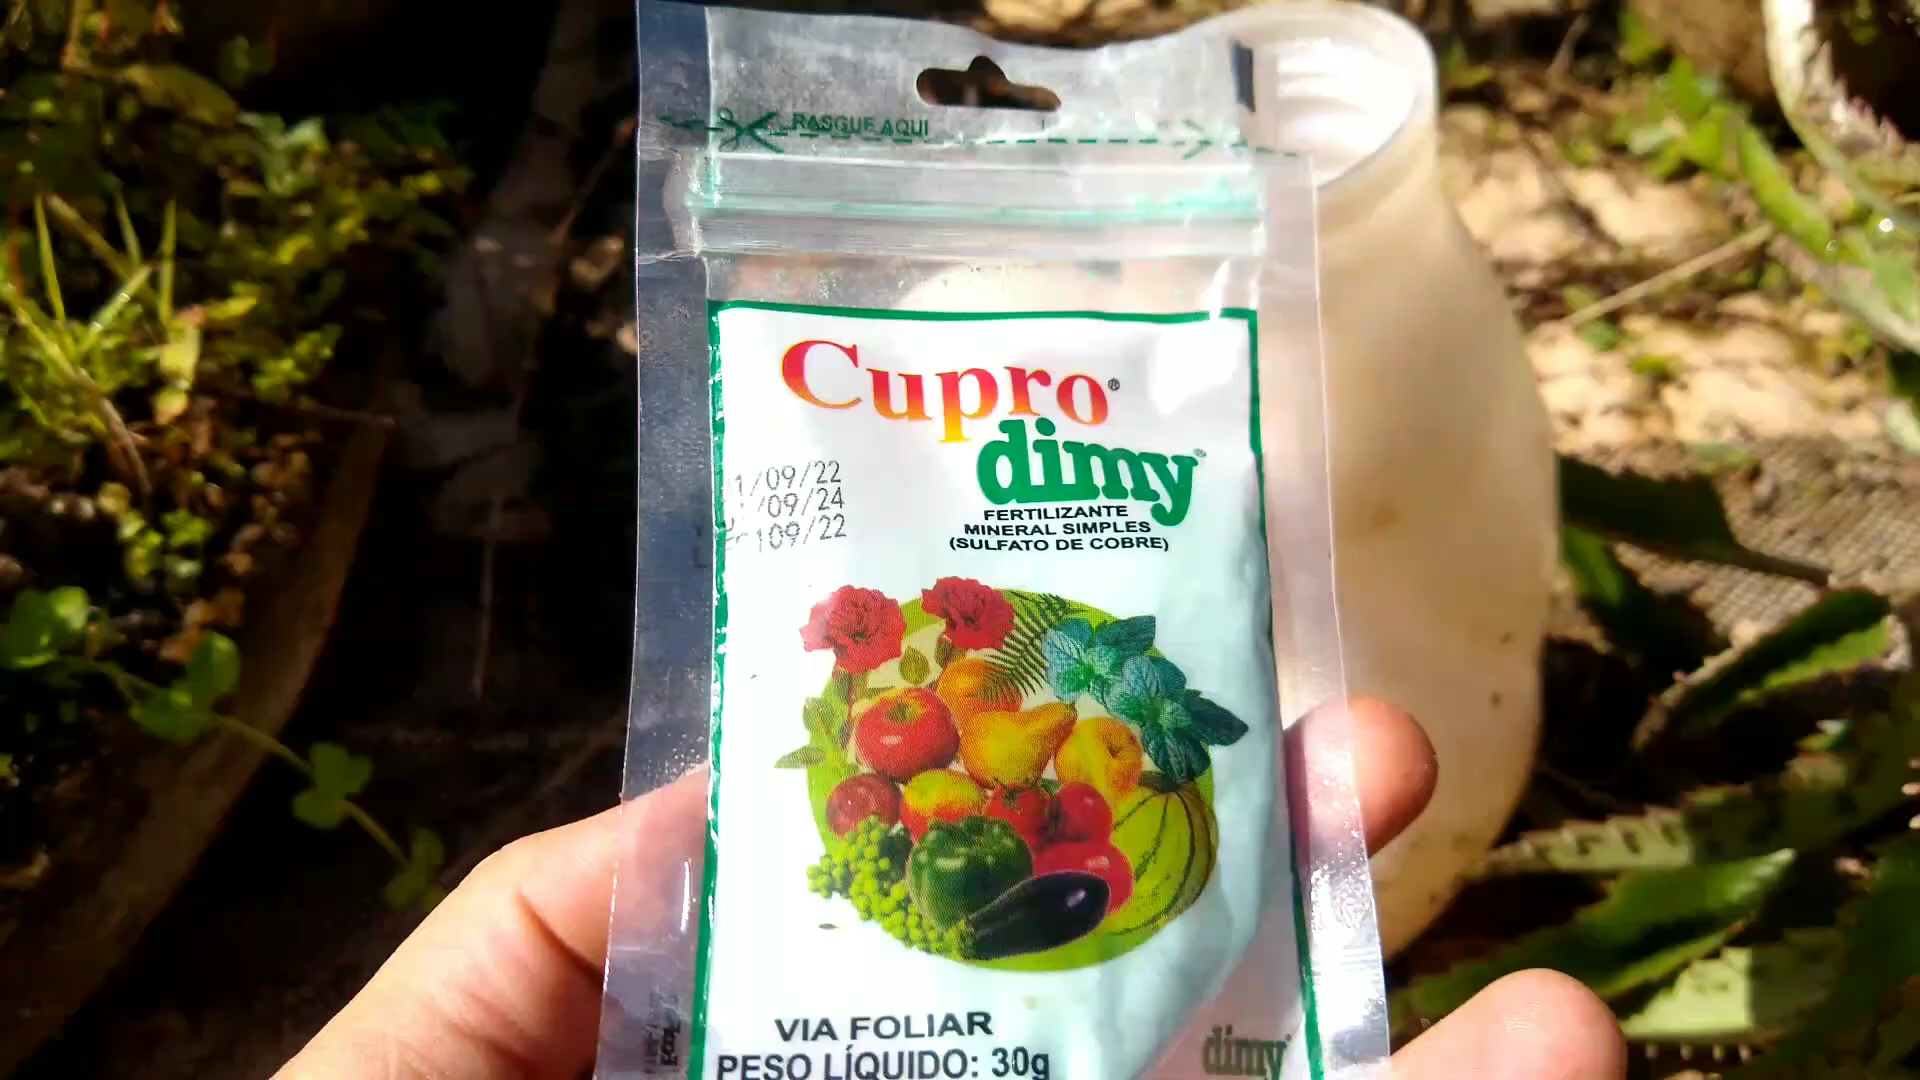 RASGUE AQUI
Cupro®
dimy®
1/09/22
/09/24
109/22
FERTILIZANTE
MINERAL SIMPLES
(SULFATO DE COBRE)
VIA FOLIAR
PESO LÍQUIDO: 30g
dimy